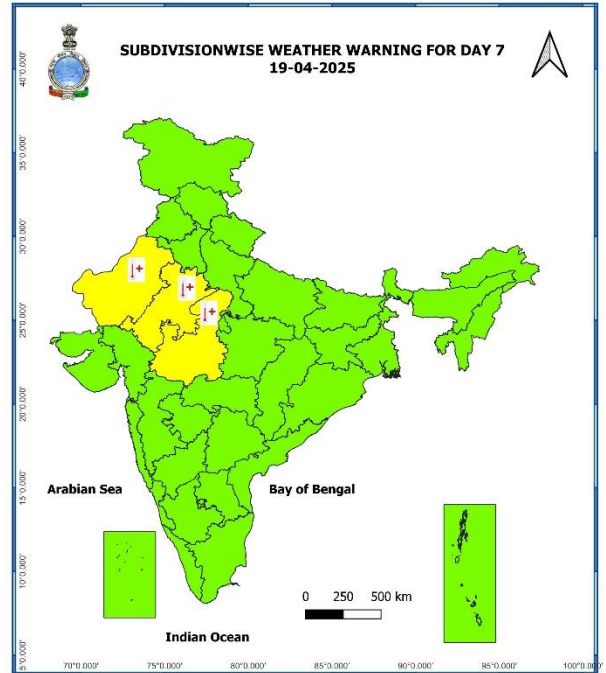 SUBDIVISIONWISE WEATHER WARNING FOR DAY 7
19-04-2025
40°0.000'
35°0.000'
30°0.000'
25°0.000'
20°0.000'
15°0.000'
10°0.000'
5°0.000'
Arabian Sea
Bay of Bengal
0 250 500 km
Indian Ocean
70°0.000' 75°0.000' 80°0.000' 85°0.000' 90°0.000' 95°0.000' 100°0.000'